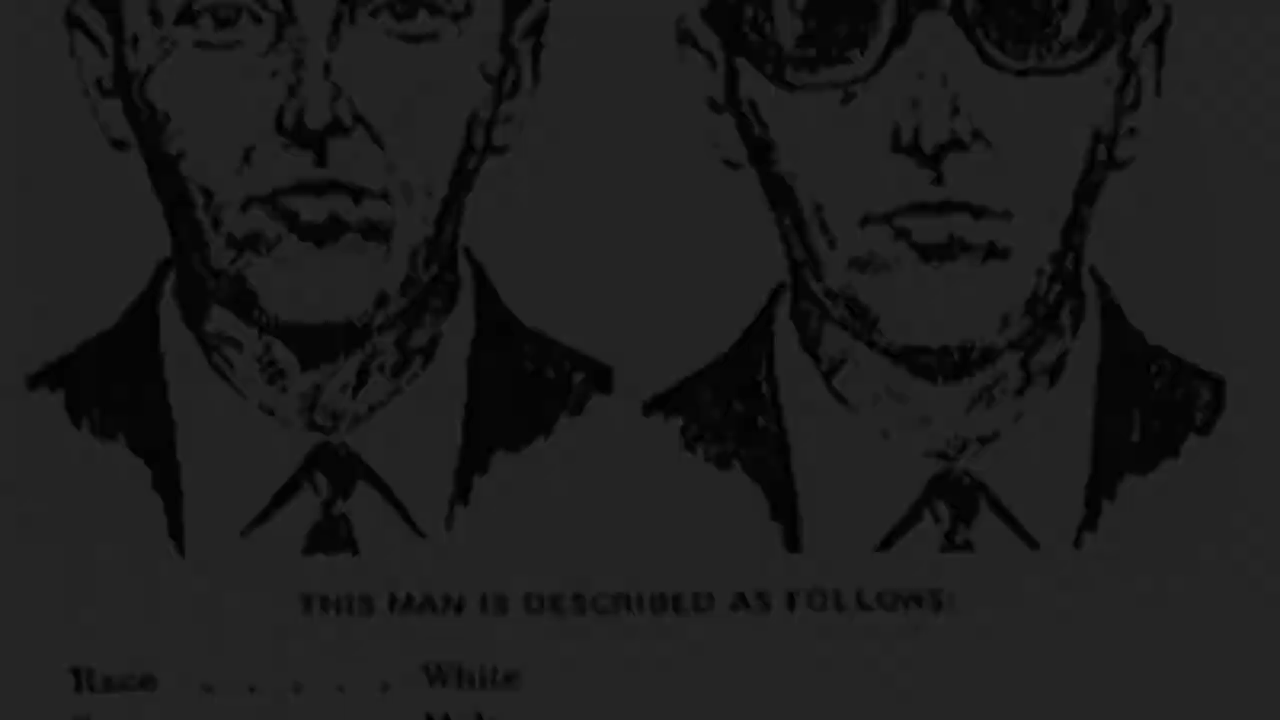 THIS MAN IS DESCRIBED AS FOLLOWS:
Race . . . . . White